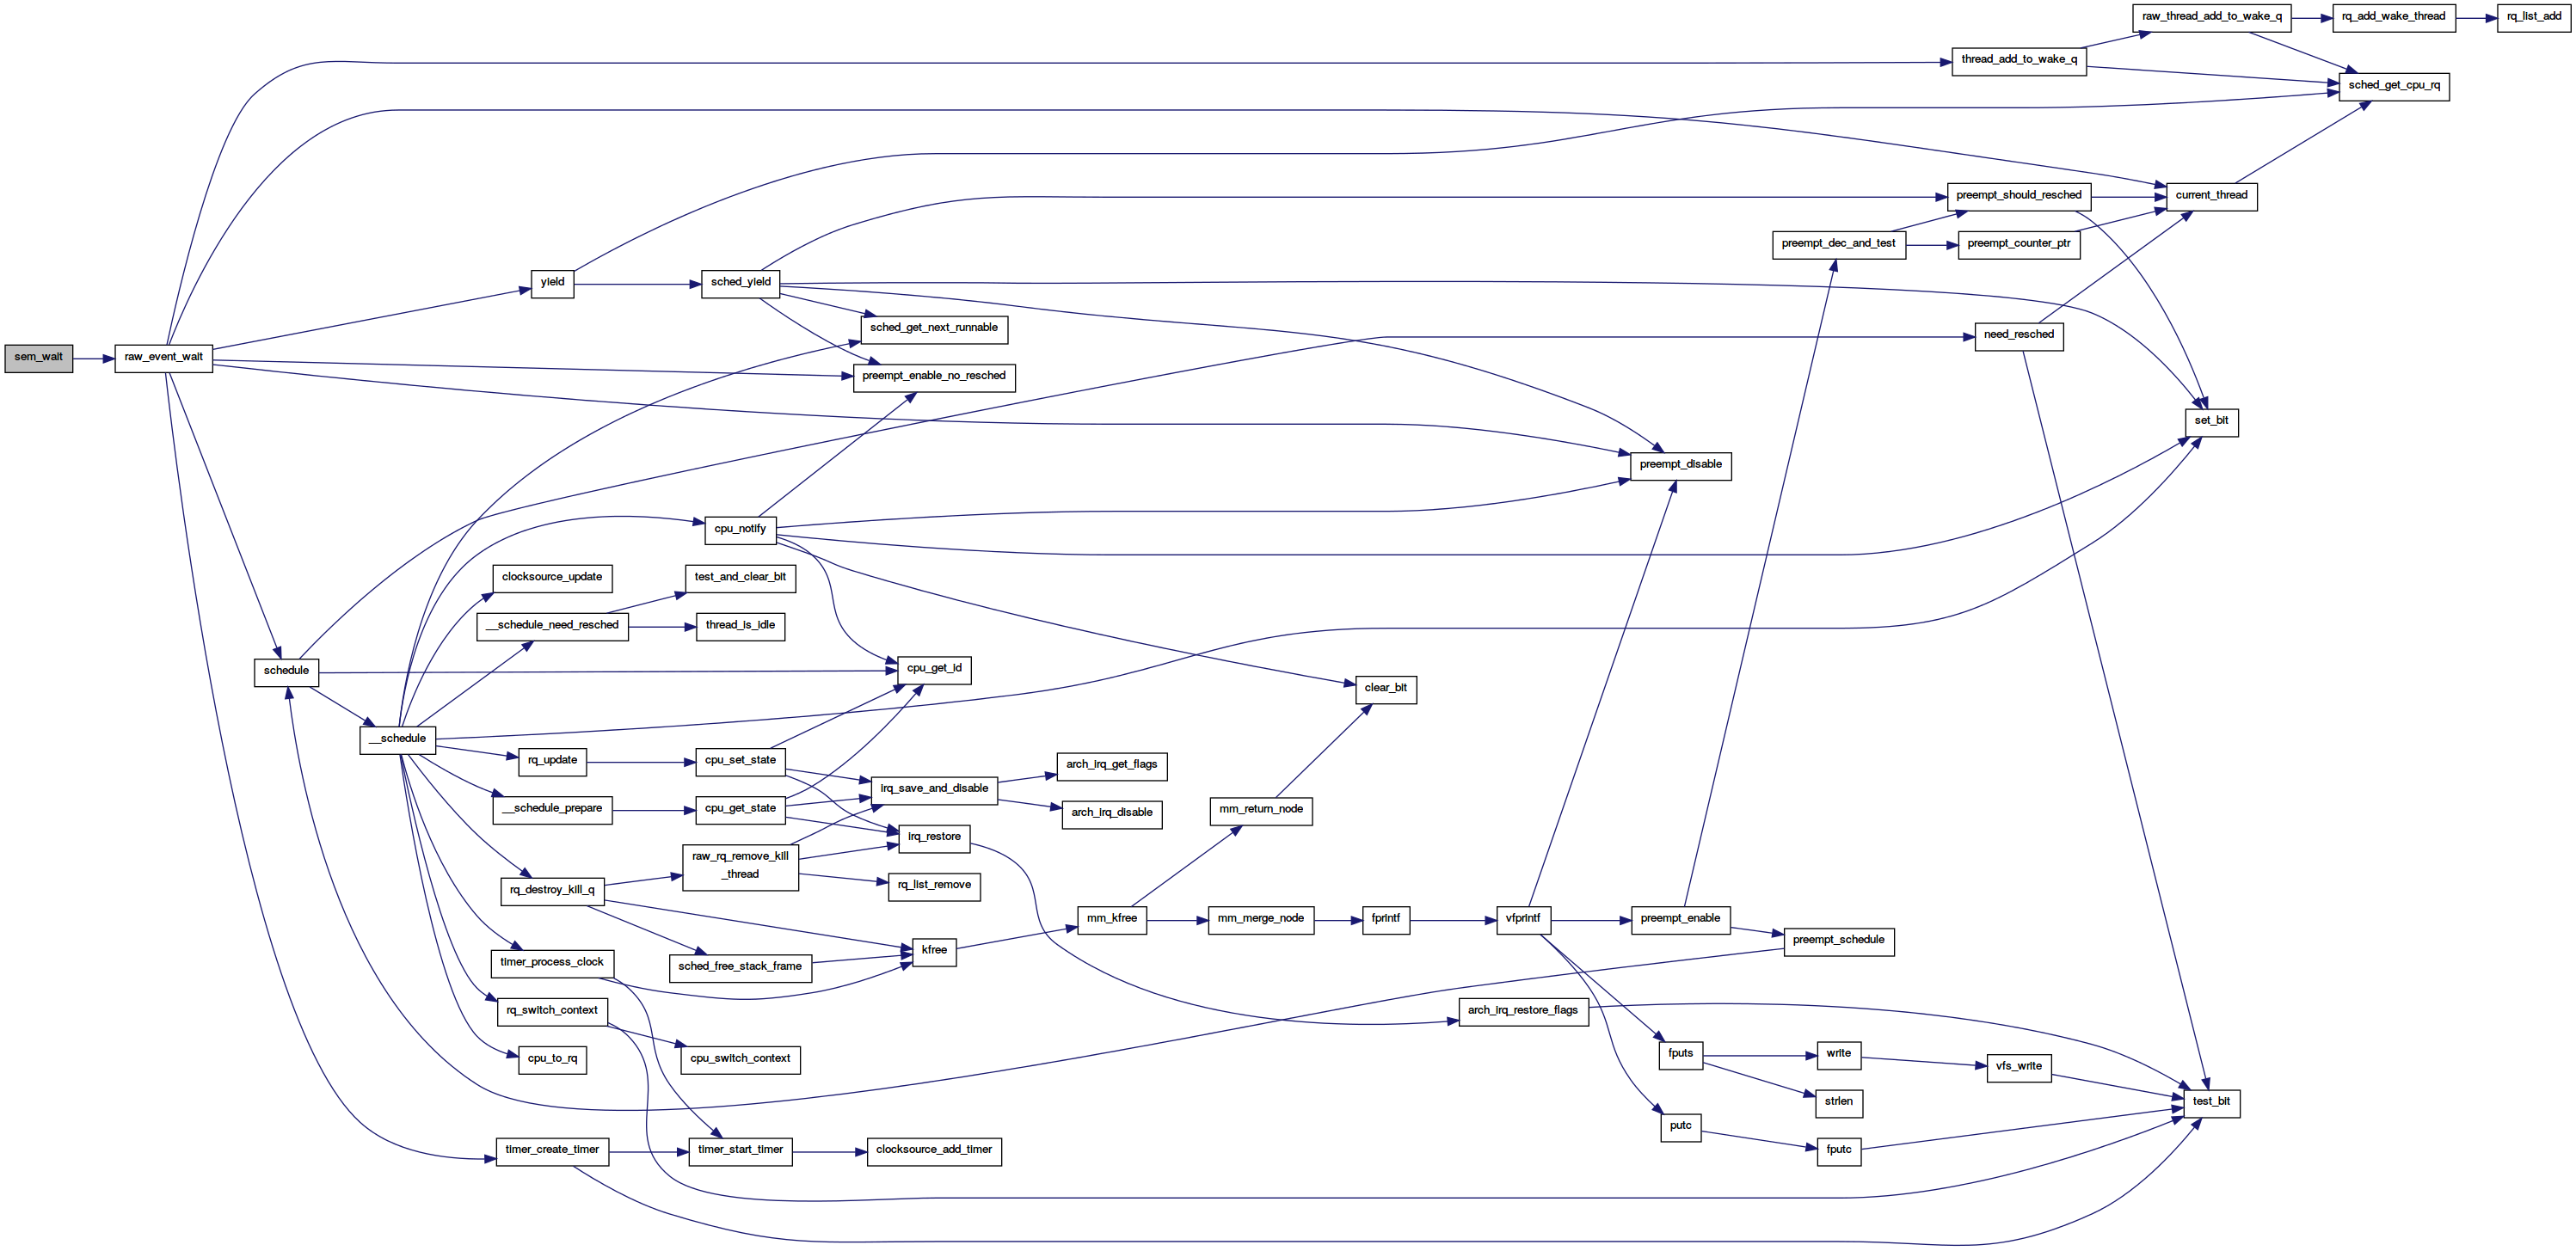 raw_thread_add_to_wake_q
rq_add_wake_thread
rq_list_add
thread_add_to_wake_q
sched_get_cpu_rq
preempt_should_resched
current_thread
preempt_dec_and_test
preempt_counter_ptr
yield
sched_yield
sched_get_next_runnable
need_resched
sem_wait
raw_event_wait
preempt_enable_no_resched
set_bit
preempt_disable
cpu_notify
clocksource_update
test_and_clear_bit
__schedule_need_resched
thread_is_idle
schedule
cpu_get_id
clear_bit
__schedule
rq_update
cpu_set_state
arch_irq_get_flags
irq_save_and_disable
__schedule_prepare
cpu_get_state
arch_irq_disable
mm_return_node
irq_restore
raw_rq_remove_kill
_thread
rq_list_remove
rq_destroy_kill_q
mm_kfree
mm_merge_node
fprintf
vfprintf
preempt_enable
preempt_schedule
kfree
timer_process_clock
sched_free_stack_frame
rq_switch_context
arch_irq_restore_flags
cpu_to_rq
cpu_switch_context
fputs
write
vfs_write
strlen
test_bit
putc
timer_create_timer
timer_start_timer
clocksource_add_timer
fputc